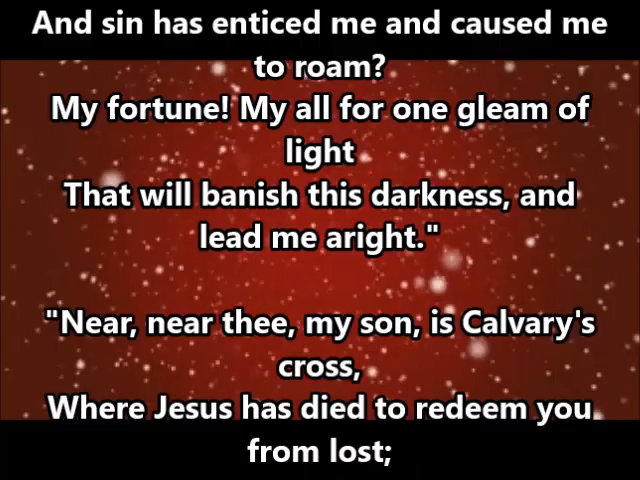 And sin has enticed me and caused me
to roam?
My fortune! My all for one gleam of
light
That will banish this darkness, and
lead me aright."
"Near, near thee, my son, is Calvary's
cross,
Where Jesus has died to redeem you
from lost;